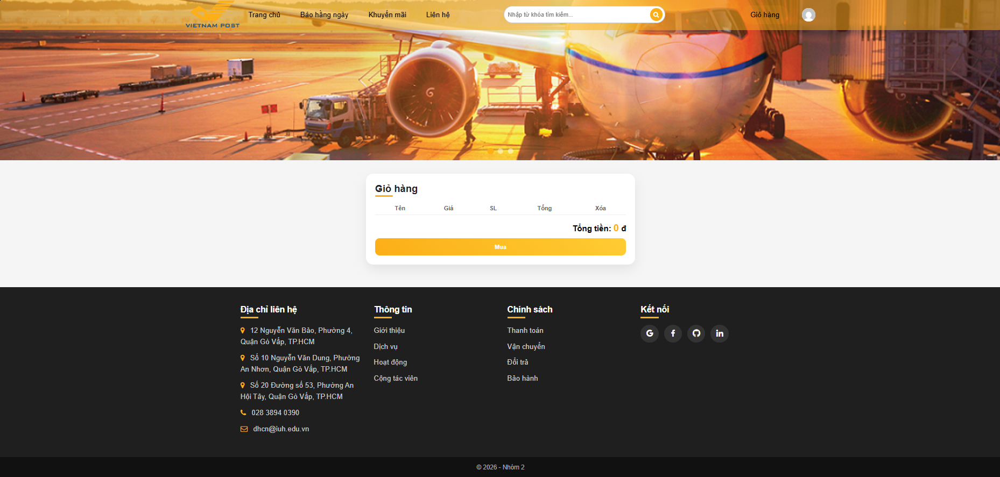 VIETNAM POST
Trang chủ Báo hằng ngày Khuyến mãi Liên hệ Nhập từ khóa tìm kiếm... Giỏ hàng
Giỏ hàng
Tên Giá SL Tổng Xóa
Tổng tiền: 0 đ
Mua
Địa chỉ liên hệ
12 Nguyễn Văn Bảo, Phường 4,
Quận Gò Vấp, TP.HCM
Số 10 Nguyễn Văn Dung, Phường
An Nhơn, Quận Gò Vấp, TP.HCM
Số 20 Đường số 53, Phường An
Hội Tây, Quận Gò Vấp, TP.HCM
028 3894 0390
dhcn@iuh.edu.vn
Thông tin
Giới thiệu
Dịch vụ
Hoạt động
Cộng tác viên
Chính sách
Thanh toán
Vận chuyển
Đổi trả
Bảo hành
Kết nối
© 2026 - Nhóm 2